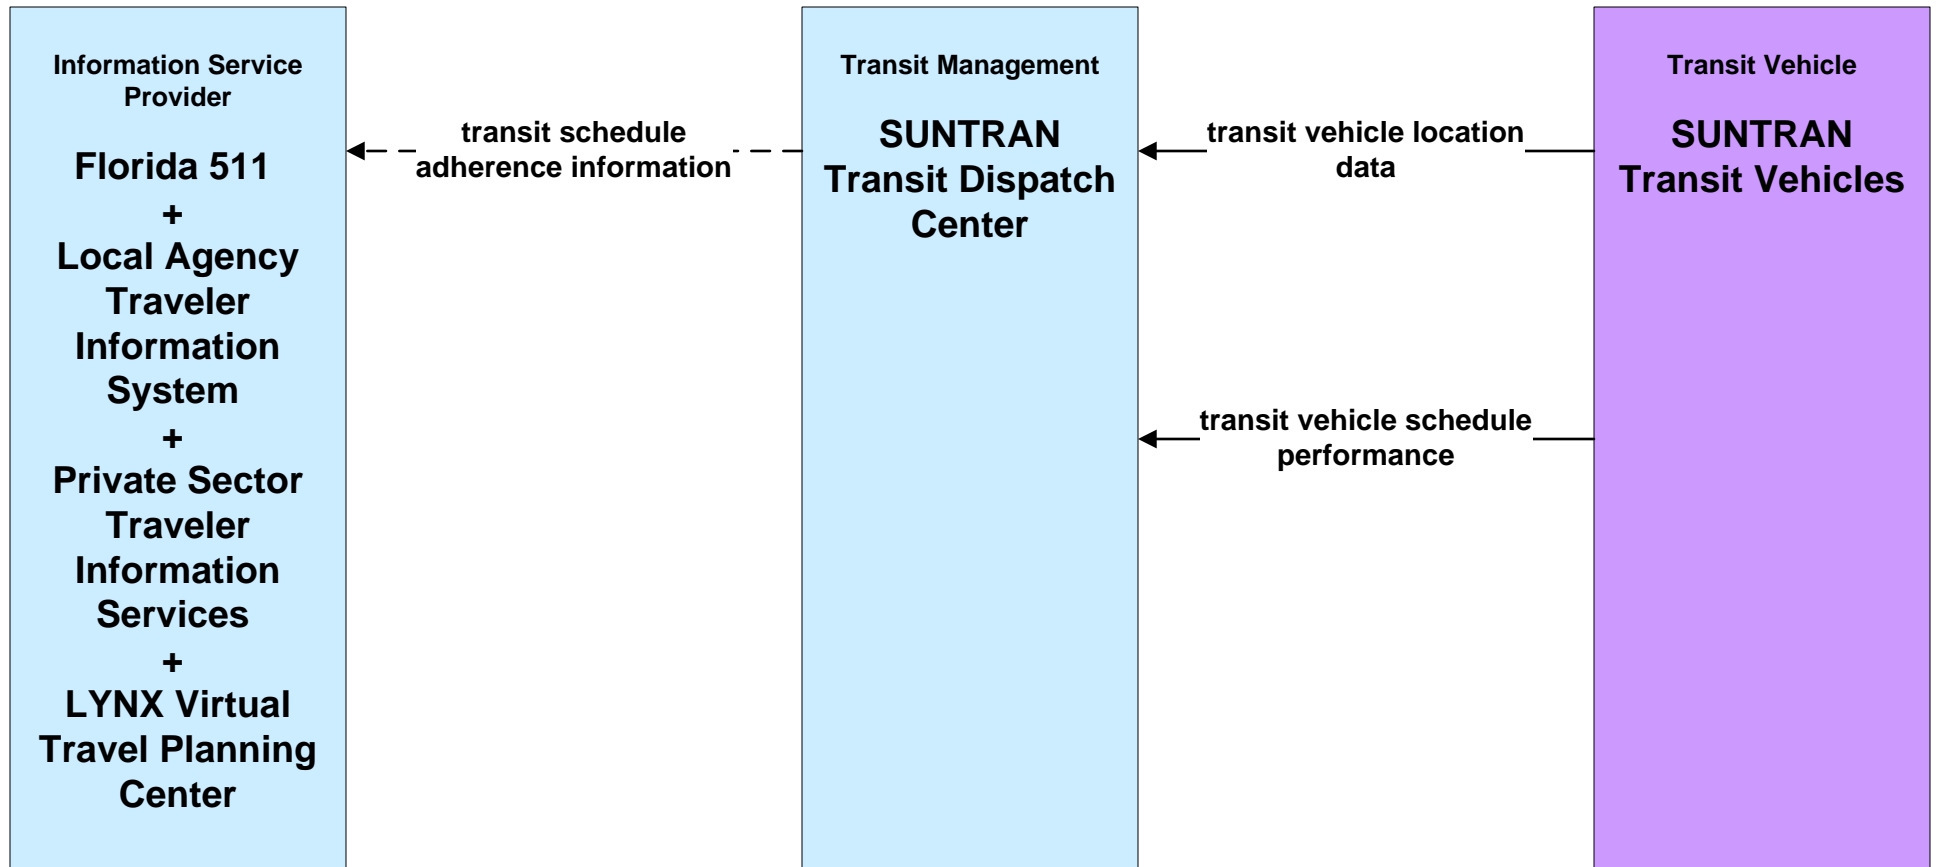 Information Service
Provider
Florida 511
+
Local Agency
Traveler
Information
System
+
Private Sector
Traveler
Information
Services
+
LYNX Virtual
Travel Planning
Center
transit schedule
adherence information
Transit Management
SUNTRAN
Transit Dispatch
Center
transit vehicle location
data
transit vehicle schedule
performance
Transit Vehicle
SUNTRAN
Transit Vehicles